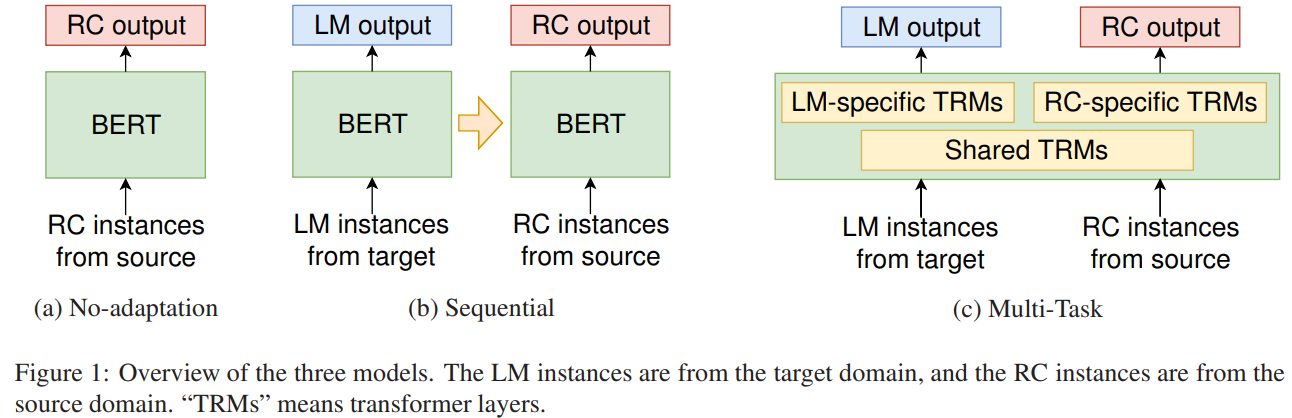 RC output
BERT
RC instances
from source
(a) No-adaptation
LM output
RC output
BERT
BERT
LM instances
from target
RC instances
from source
(b) Sequential
LM output
RC output
LM-specific TRMs
RC-specific TRMs
Shared TRMs
LM instances
from target
RC instances
from source
(c) Multi-Task
Figure 1: Overview of the three models. The LM instances are from the target domain, and the RC instances are from the
source domain. “TRMs” means transformer layers.